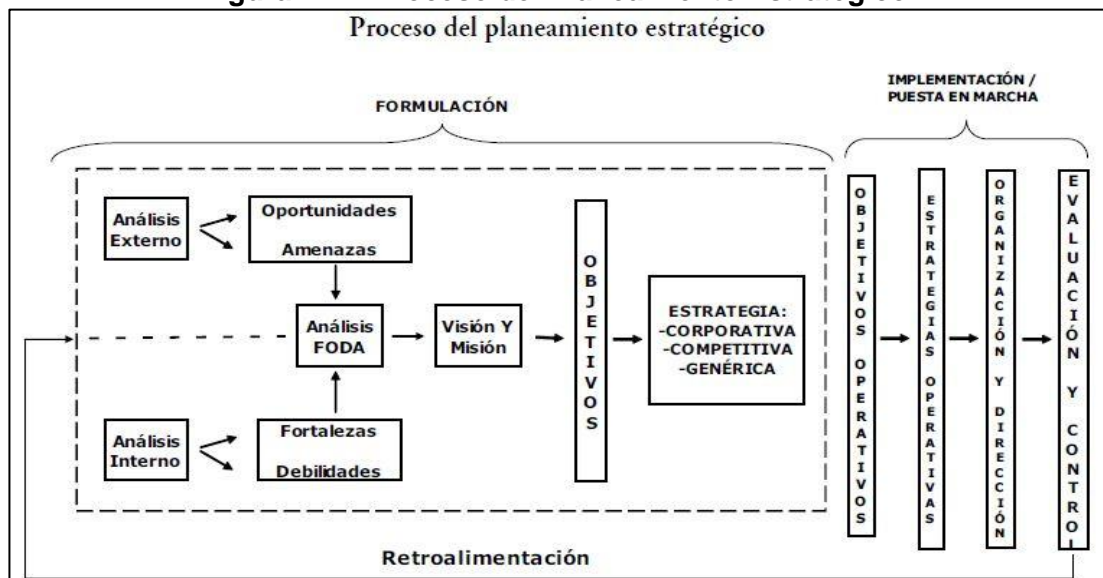 Proceso del planeamiento estratégico
FORMULACIÓN
IMPLEMENTACIÓN /
PUESTA EN MARCHA
Análisis
Externo
Oportunidades
Amenazas
Análisis
FODA
Visión Y
Misión
Análisis
Interno
Fortalezas
Debilidades
OBJETIVOS
ESTRATEGIA:
-CORPORATIVA
-COMPETITIVA
-GENÉRICA
OBJETIVOS OPERATIVOS
ESTRATEGIAS OPERATIVAS
ORGANIZACIÓN Y DIRECCIÓN
EVALUACIÓN Y CONTROL
Retroalimentación